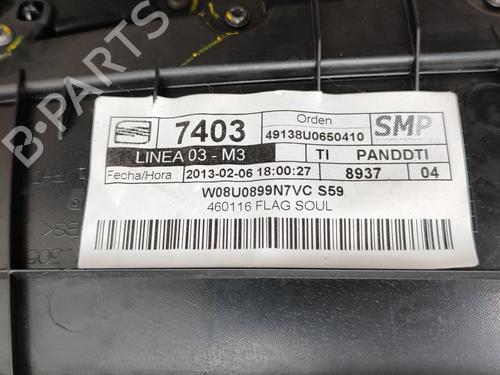 7403
Orden
49138U0650410
SMP
LINEA 03 - M3
TI PANDDTI
Fecha/Hora
2013-02-06 18:00:27
8937
04
W08U0899N7VC S59
460116 FLAG SOUL
B-PARTS